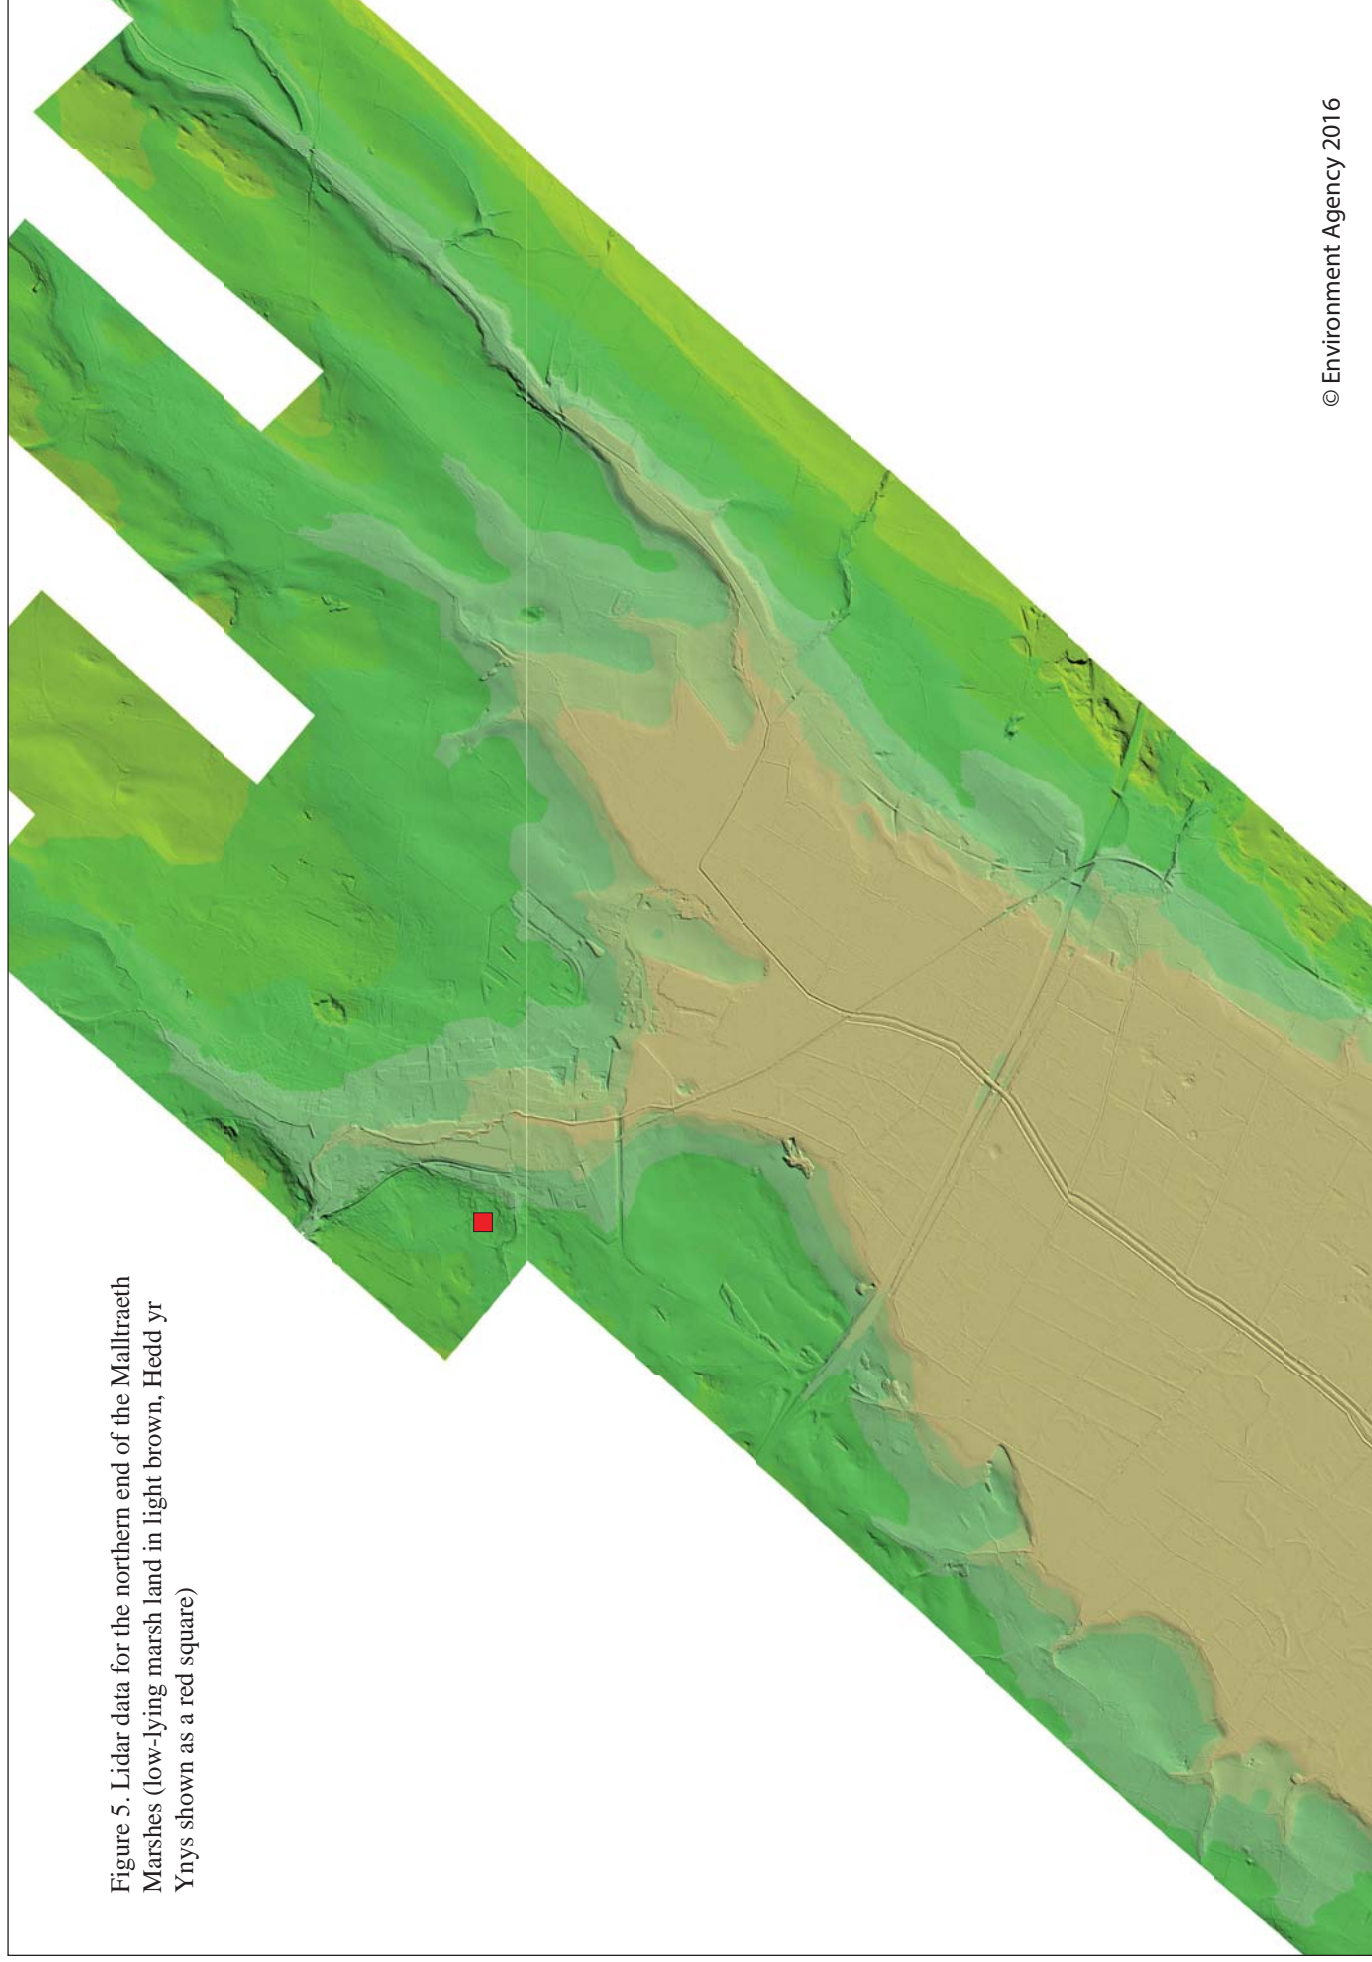 Figure 5. Lidar data for the northern end of the Malltraeth
Marshes (low-lying marsh land in light brown, Hedd yr
Ynys shown as a red square)
© Environment Agency 2016